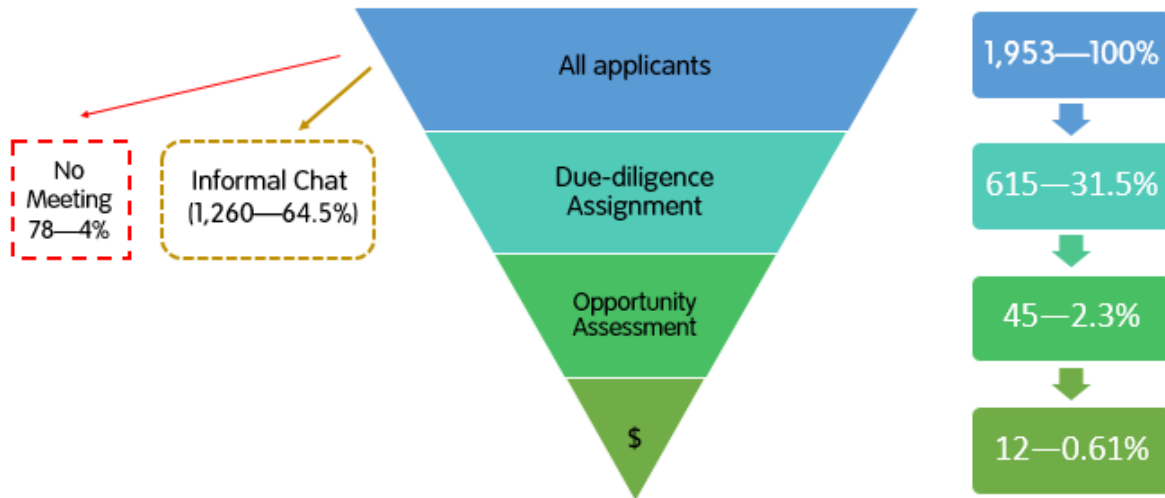 All applicants
1,953—100%
No
Meeting
78—4%
Informal Chat
(1,260—64.5%)
Due-diligence
Assignment
615—31.5%
Opportunity
Assessment
45—2.3%
$
12—0.61%